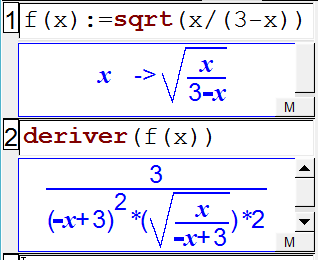 1 f(x):=sqrt(x/(3-x))
x -> √(x/(3-x))
M
2 deriver(f(x))
3
(-x+3)²*(√(x/(-x+3)))*2
M